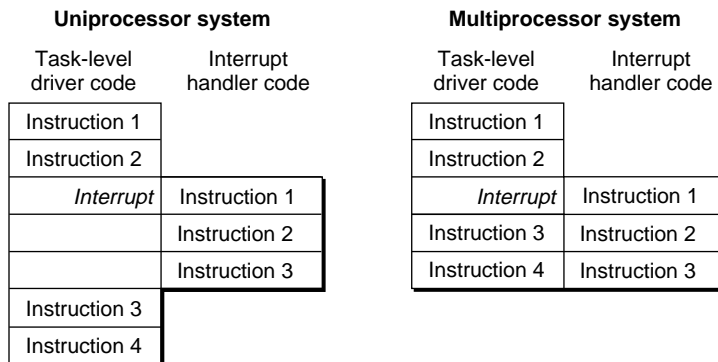 Uniprocessor system
Multiprocessor system
Task-level driver code
Interrupt handler code
Task-level driver code
Interrupt handler code
Instruction 1
Instruction 1
Instruction 2
Instruction 2
Interrupt Instruction 1
Interrupt Instruction 1
Instruction 2
Instruction 3 Instruction 2
Instruction 3
Instruction 4 Instruction 3
Instruction 3
Instruction 4